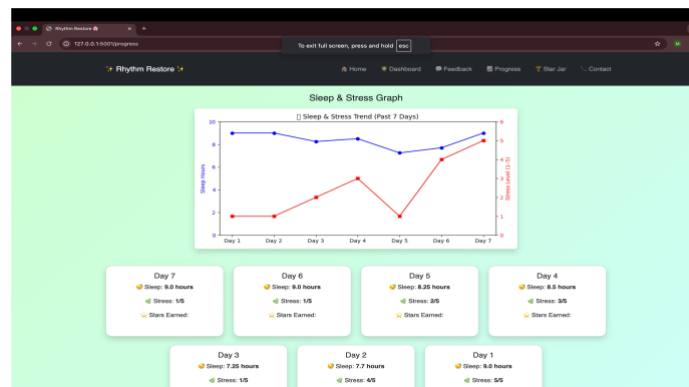 Rhythm Restore
127.0.0.1:5001/progress
To exit full screen, press and hold esc
✨ Rhythm Restore ✨
Home Dashboard Feedback Progress Star Jar Contact
Sleep & Stress Graph
Sleep & Stress Trend (Past 7 Days)
10
8
6
4
2
0
Sleep Hours
6
5
4
3
2
1
0
Stress Level (1-5)
Day 1 Day 2 Day 3 Day 4 Day 5 Day 6 Day 7
Day 7
Sleep: 9.0 hours
Stress: 1/5
Stars Earned:
Day 6
Sleep: 9.0 hours
Stress: 1/5
Stars Earned:
Day 5
Sleep: 8.25 hours
Stress: 2/5
Stars Earned:
Day 4
Sleep: 8.5 hours
Stress: 3/5
Stars Earned:
Day 3
Sleep: 7.25 hours
Stress: 1/5
Day 2
Sleep: 7.7 hours
Stress: 4/5
Day 1
Sleep: 9.0 hours
Stress: 5/5